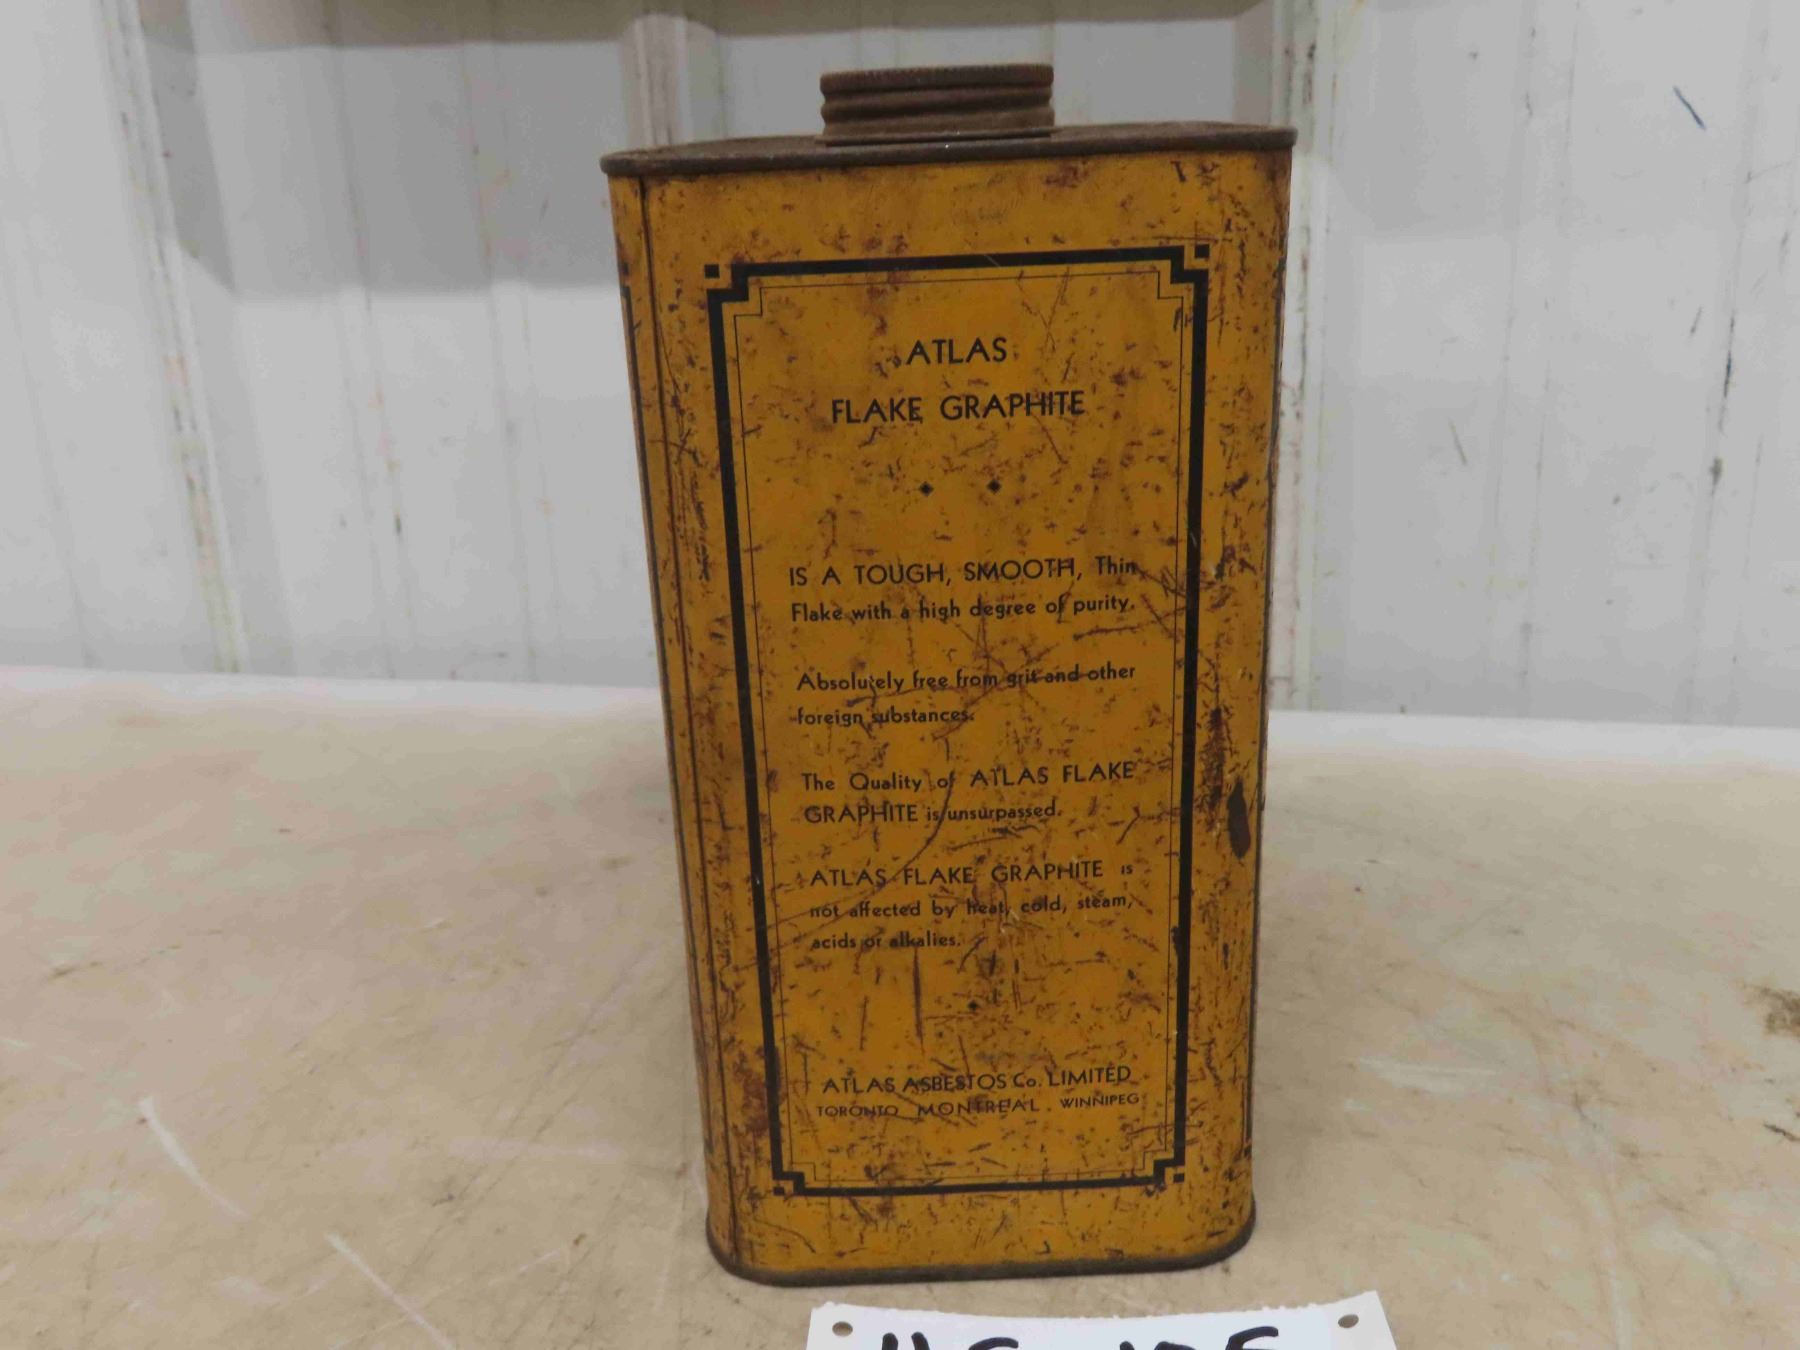 ATLAS
FLAKE GRAPHITE
IS A TOUGH, SMOOTH, Thin
Flake with a high degree of purity.
Absolutely free from grit and other
foreign substances.
The Quality of ATLAS FLAKE
GRAPHITE is unsurpassed.
ATLAS FLAKE GRAPHITE is
not affected by heat, cold, steam,
acids or alkalies.
ATLAS ASBESTOS Co. LIMITED
TORONTO MONTREAL WINNIPEG